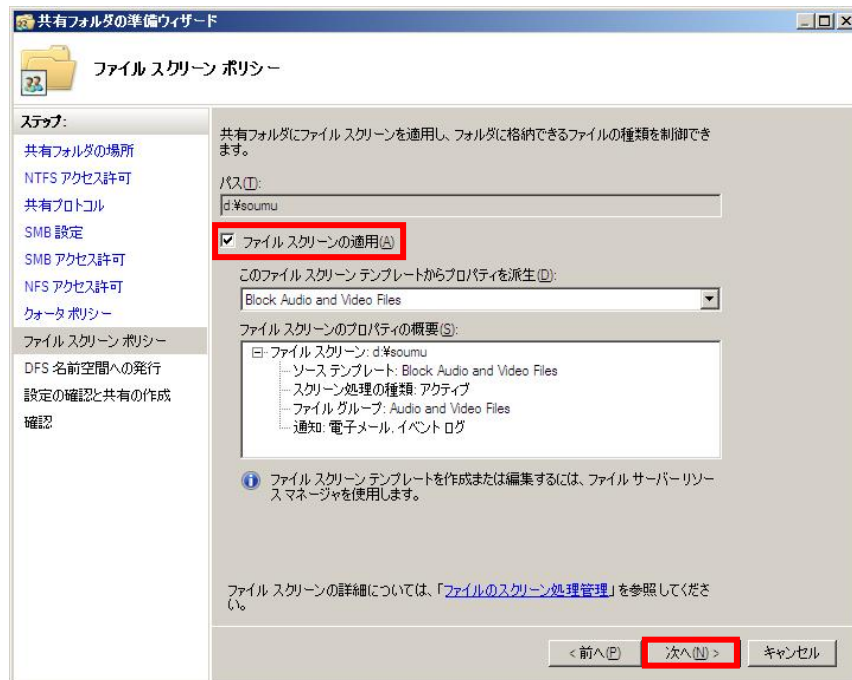 共有フォルダの準備ウィザード
ファイル スクリーン ポリシー
ステップ:
共有フォルダの場所
NTFS アクセス許可
共有プロトコル
SMB 設定
SMB アクセス許可
NFS アクセス許可
クォータ ポリシー
ファイル スクリーン ポリシー
DFS 名前空間への発行
設定の確認と共有の作成
確認
共有フォルダにファイル スクリーンを適用し、フォルダに格納できるファイルの種類を制御でき
ます。
パス(T):
d:¥soumu
ファイル スクリーンの適用(A)
このファイル スクリーン テンプレートからプロパティを派生(D):
Block Audio and Video Files
ファイル スクリーンのプロパティの概要(S):
ファイル スクリーン: d:¥soumu
ソース テンプレート: Block Audio and Video Files
スクリーン処理の種類: アクティブ
ファイル グループ: Audio and Video Files
通知: 電子メール, イベント ログ
ファイル スクリーン テンプレートを作成または編集するには、ファイル サーバー リソー
ス マネージャを使用します。
ファイル スクリーンの詳細については、「ファイルのスクリーン処理管理」を参照してくださ
い。
< 前へ(P)
次へ(N) >
キャンセル